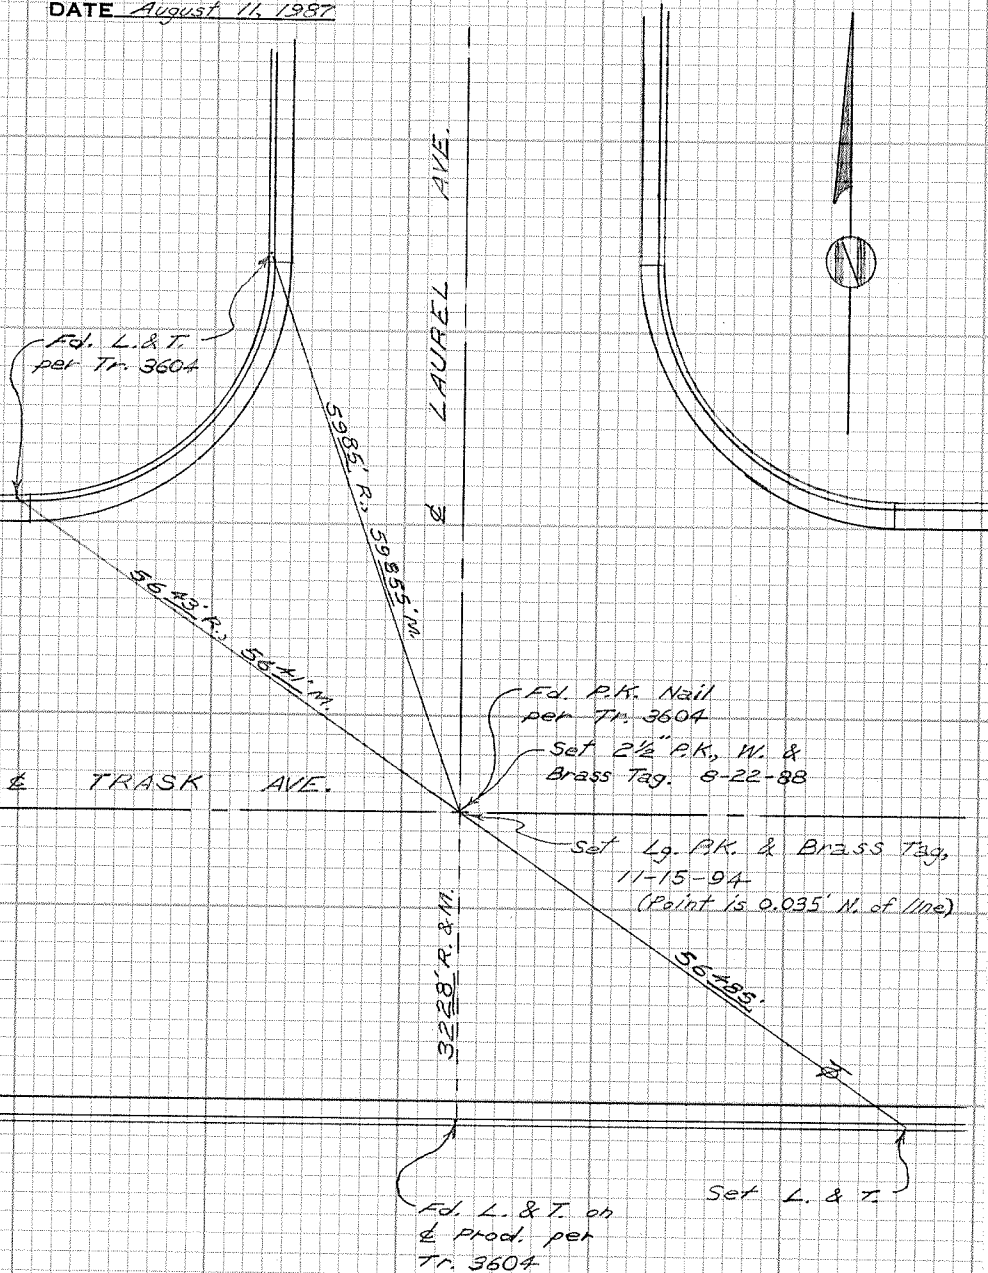 DATE August 11, 1987
LAUREL AVE.
℄
Fd. L. & T.
per Tr. 3604
59.85' R., 59.855' M.
56.43' R., 56.41' M.
Fd. P.K. Nail
per Tr. 3604
Set 2½" P.K., W. &
Brass Tag. 8-22-88
℄ TRASK AVE.
Set Lg. P.K. & Brass Tag,
11-15-94
(Point is 0.035' N. of line)
32.28' R. & M.
56.485'
Fd. L. & T. on
℄ prod. per
Tr. 3604
Set L. & T.
N